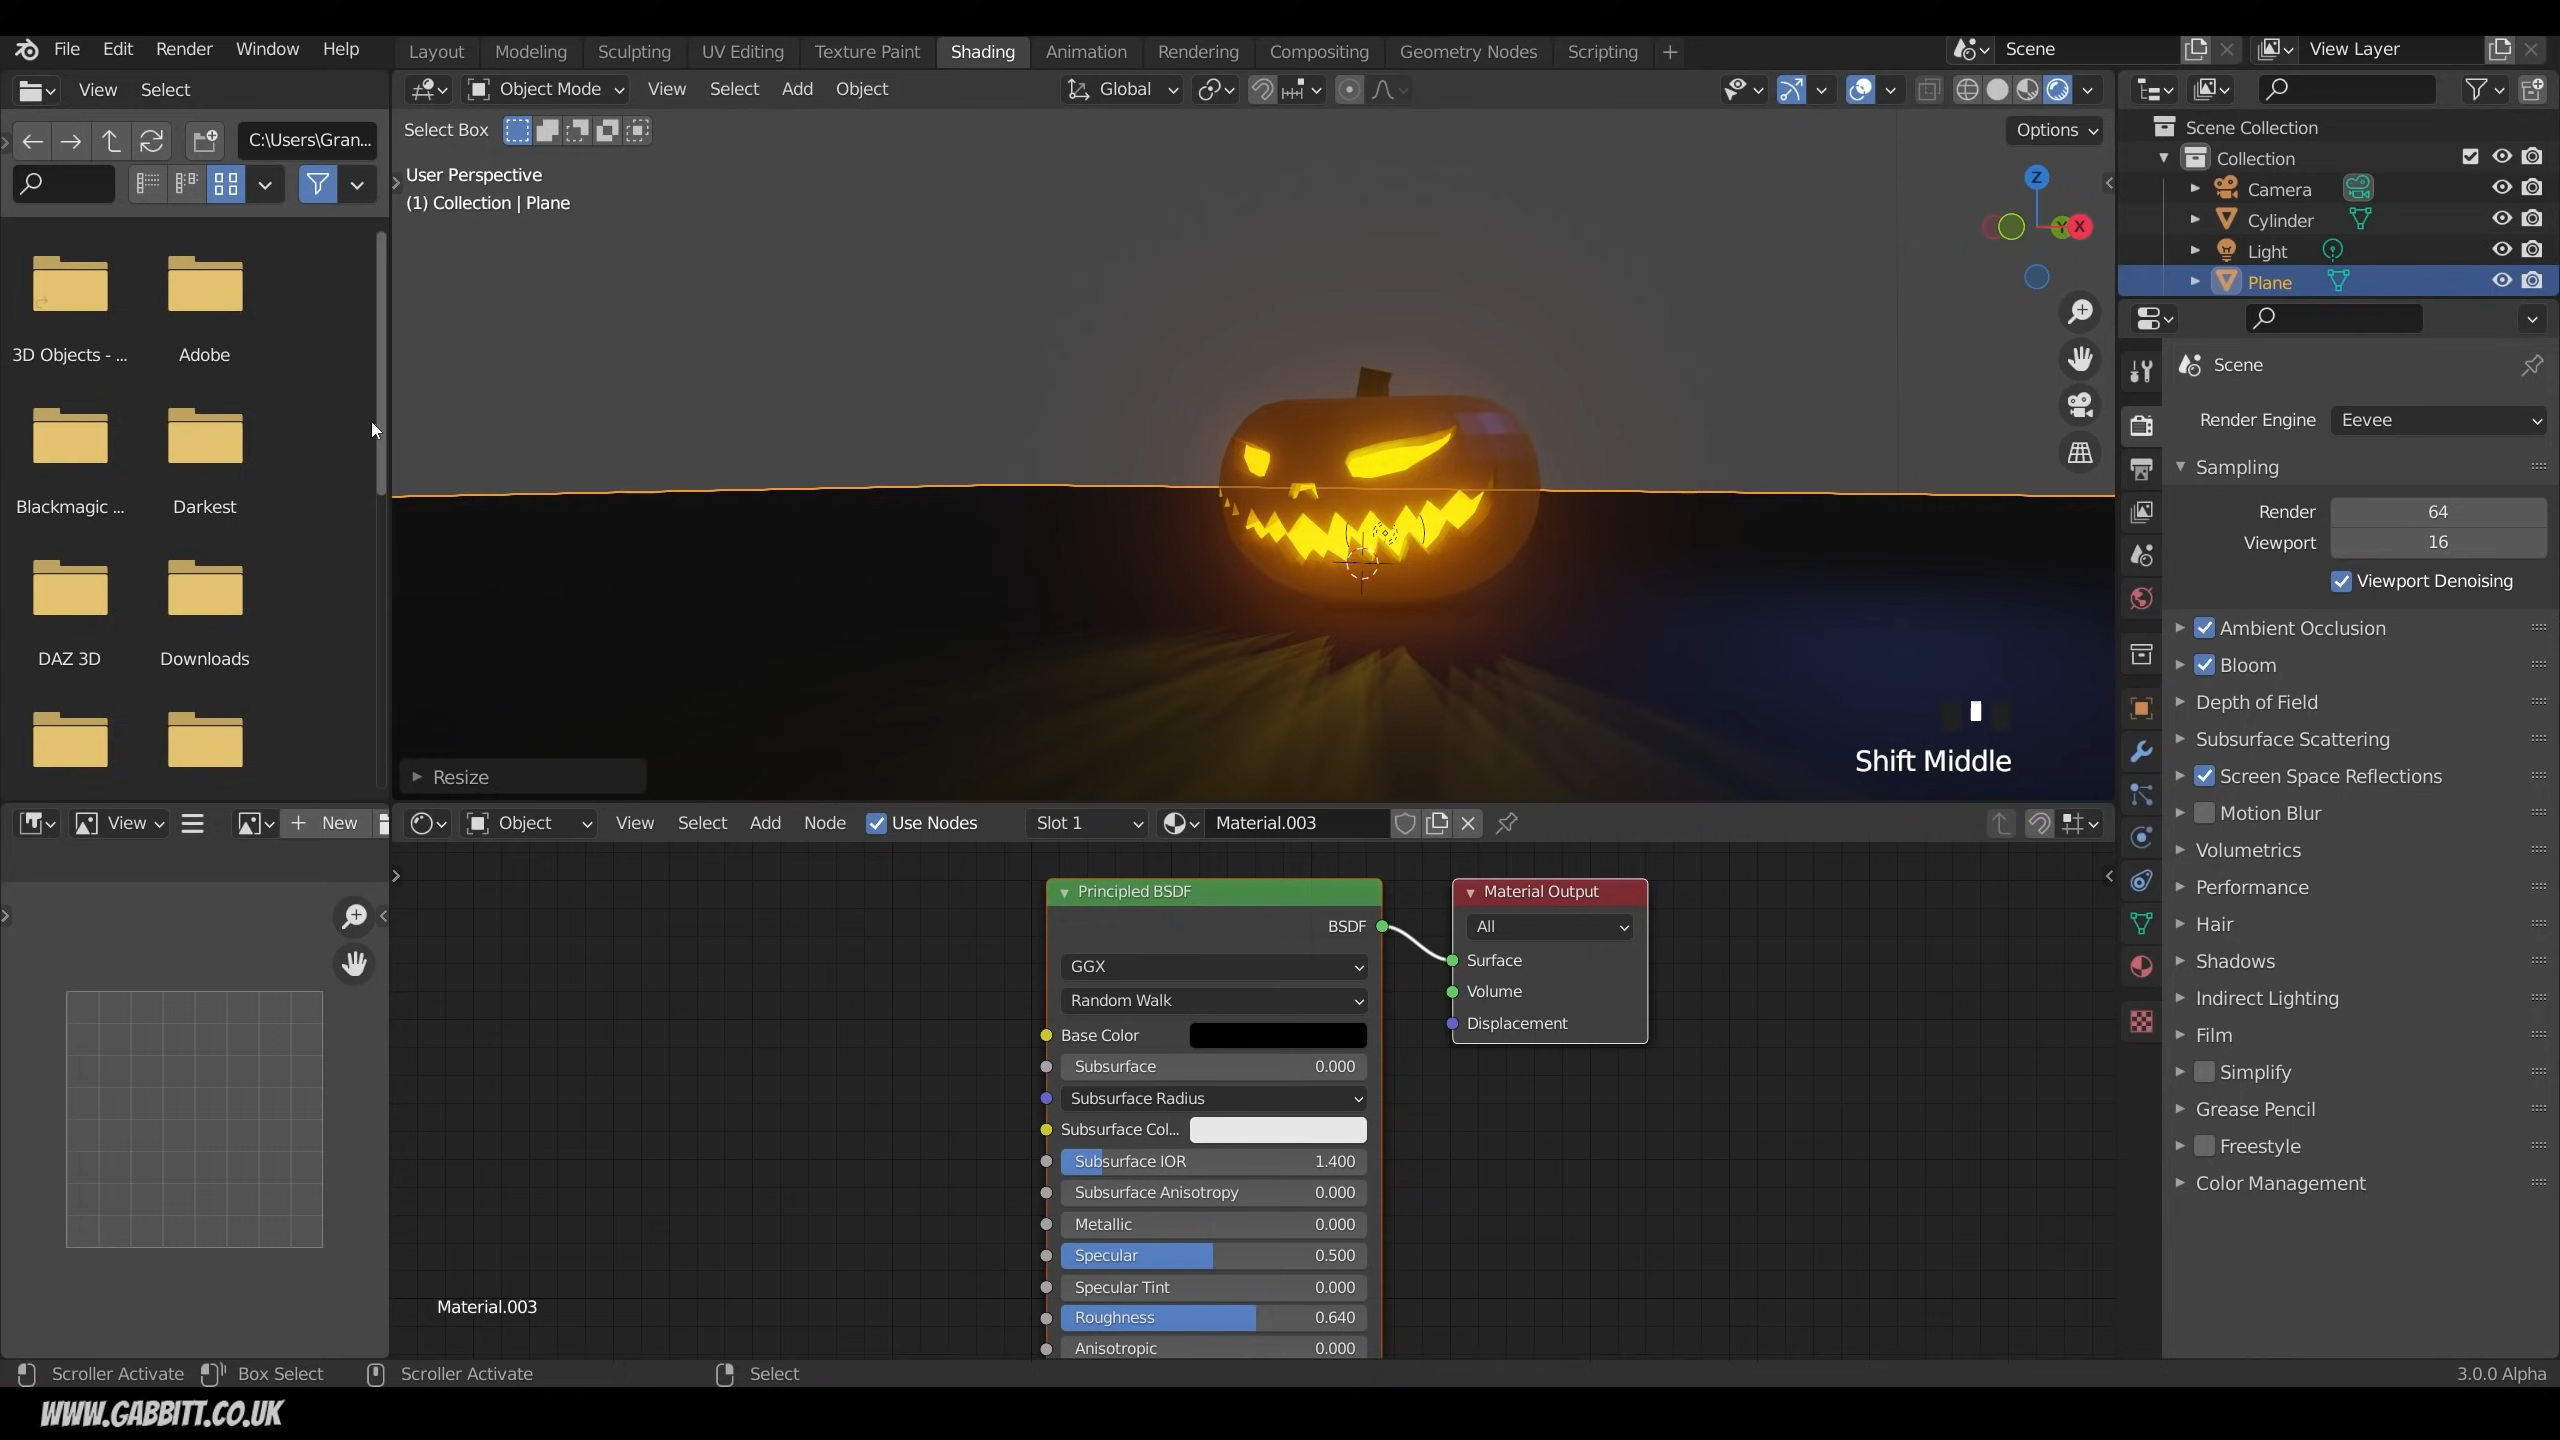 File Edit Render Window Help
Layout Modeling Sculpting UV Editing Texture Paint Shading Animation Rendering Compositing Geometry Nodes Scripting +
Scene
View Layer
View Select
Object Mode View Select Add Object
Global
C:\Users\Gran...
Select Box
Options
User Perspective
(1) Collection | Plane
Z
Y
X
3D Objects - ...
Adobe
Blackmagic ...
Darkest
DAZ 3D
Downloads
Resize
Shift Middle
Scene Collection
Collection
Camera
Cylinder
Light
Plane
Scene
Render Engine Eevee
Sampling
Render 64
Viewport 16
Viewport Denoising
Ambient Occlusion
Bloom
Depth of Field
Subsurface Scattering
Screen Space Reflections
Motion Blur
Volumetrics
Performance
Hair
Shadows
Indirect Lighting
Film
Simplify
Grease Pencil
Freestyle
Color Management
View
+ New
Object View Select Add Node Use Nodes Slot 1 Material.003
Principled BSDF
BSDF
GGX
Random Walk
Base Color
Subsurface 0.000
Subsurface Radius
Subsurface Col...
Subsurface IOR 1.400
Subsurface Anisotropy 0.000
Metallic 0.000
Specular 0.500
Specular Tint 0.000
Roughness 0.640
Anisotropic 0.000
Material Output
All
Surface
Volume
Displacement
Material.003
Scroller Activate Box Select Scroller Activate Select 3.0.0 Alpha
WWW.GABBITT.CO.UK